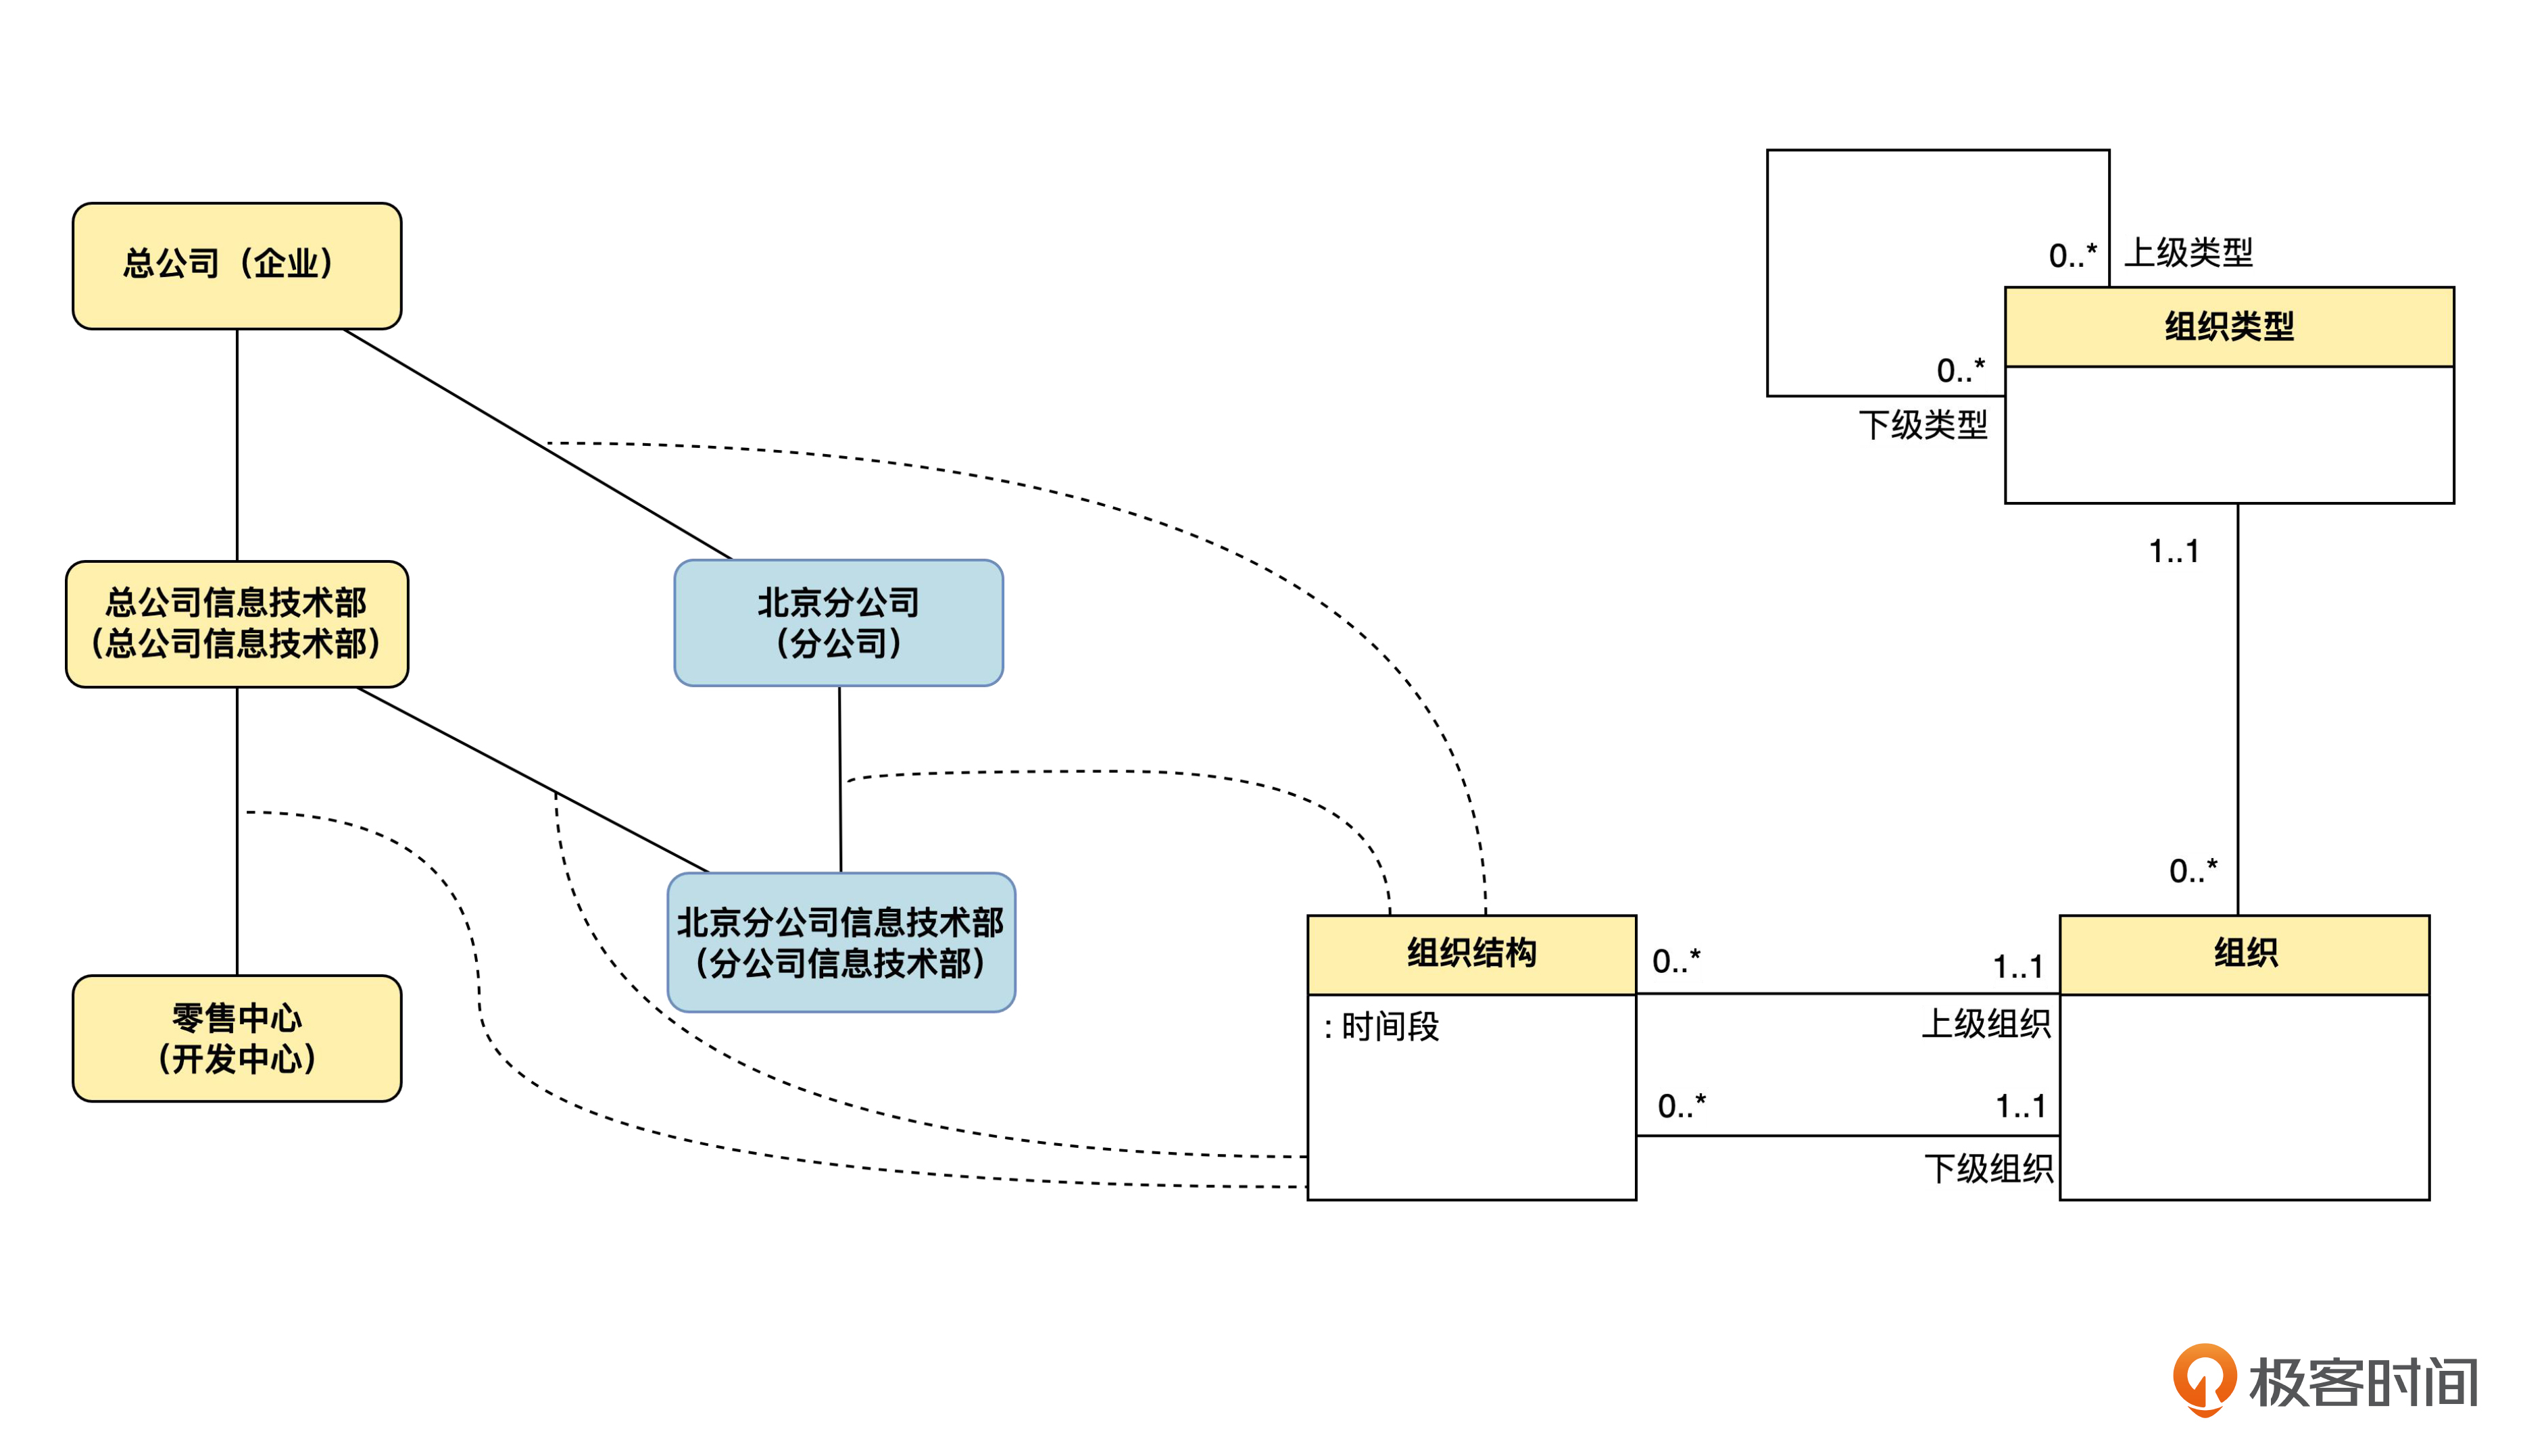 总公司（企业）
总公司信息技术部
（总公司信息技术部）
北京分公司
（分公司）
北京分公司信息技术部
（分公司信息技术部）
零售中心
（开发中心）
0..*
上级类型
组织类型
0..*
下级类型
1..1
0..*
组织结构
: 时间段
0..*
1..1
上级组织
0..*
1..1
下级组织
组织
极客时间